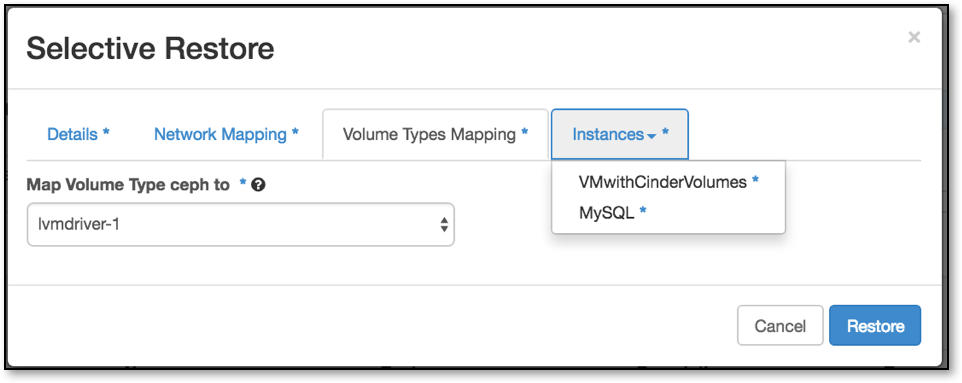 Selective Restore
×
Details *
Network Mapping *
Volume Types Mapping *
Instances *
VMwithCinderVolumes *
MySQL *
Map Volume Type ceph to *
lvmdriver-1
Cancel
Restore